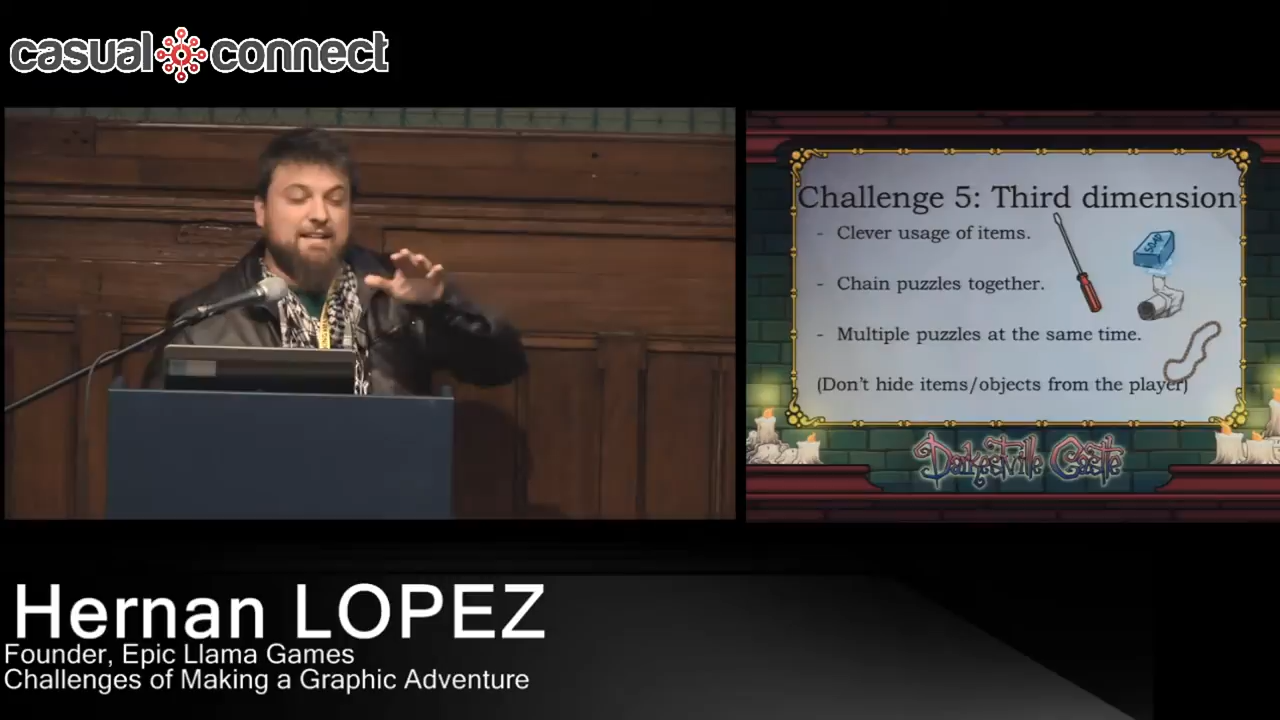 casual connect
Challenge 5: Third dimension
- Clever usage of items.
SOAP
- Chain puzzles together.
- Multiple puzzles at the same time.
(Don't hide items/objects from the player)
Darkestville Castle
Hernan LOPEZ
Founder, Epic Llama Games
Challenges of Making a Graphic Adventure